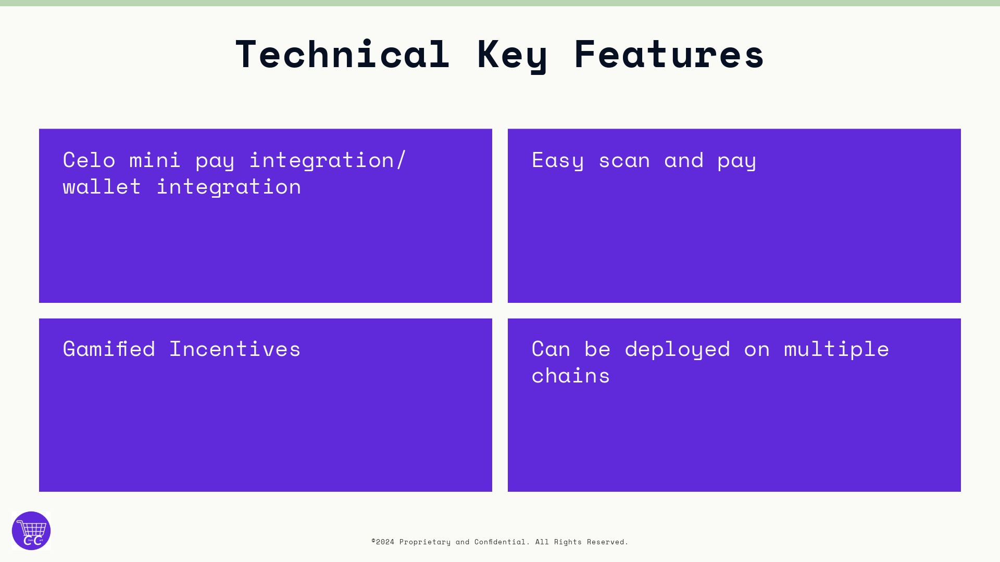 Technical Key Features
Celo mini pay integration/
wallet integration
Easy scan and pay
Gamified Incentives
Can be deployed on multiple
chains
CC
©2024 Proprietary and Confidential. All Rights Reserved.